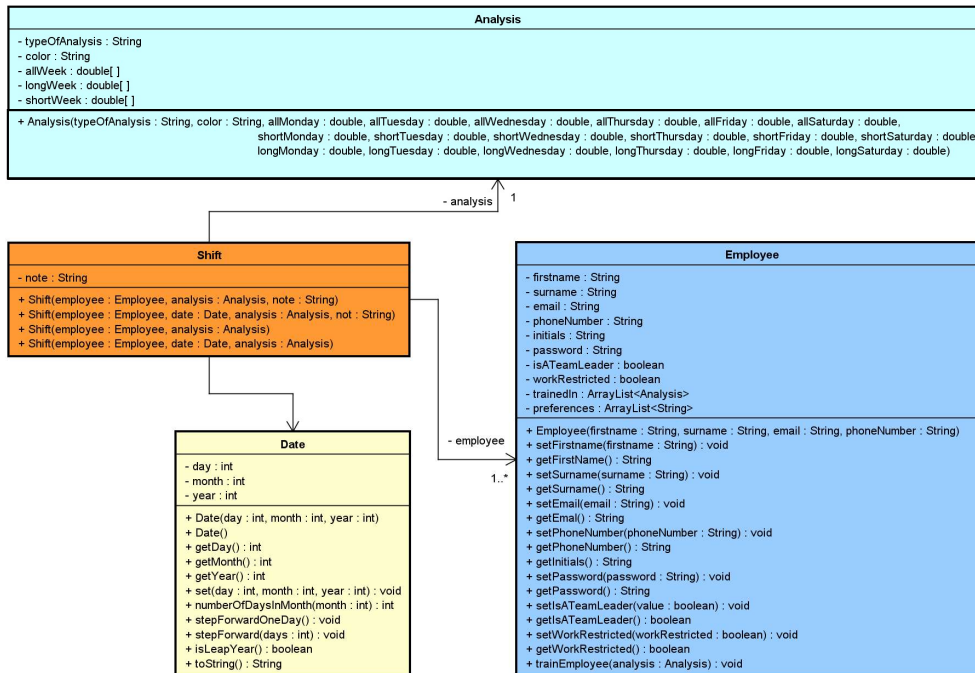 Analysis
- typeOfAnalysis : String
- color : String
- allWeek : double[ ]
- longWeek : double[ ]
- shortWeek : double[ ]
+ Analysis(typeOfAnalysis : String, color : String, allMonday : double, allTuesday : double, allWednesday : double, allThursday : double, allFriday : double, allSaturday : double,
shortMonday : double, shortTuesday : double, shortWednesday : double, shortThursday : double, shortFriday : double, shortSaturday : double
longMonday : double, longTuesday : double, longWednesday : double, longThursday : double, longFriday : double, longSaturday : double)
- analysis
1
Shift
- note : String
+ Shift(employee : Employee, analysis : Analysis, note : String)
+ Shift(employee : Employee, date : Date, analysis : Analysis, not : String)
+ Shift(employee : Employee, analysis : Analysis)
+ Shift(employee : Employee, date : Date, analysis : Analysis)
- employee
1..*
Date
- day : int
- month : int
- year : int
+ Date(day : int, month : int, year : int)
+ Date()
+ getDay() : int
+ getMonth() : int
+ getYear() : int
+ set(day : int, month : int, year : int) : void
+ numberOfDaysInMonth(month : int) : int
+ stepForwardOneDay() : void
+ stepForward(days : int) : void
+ isLeapYear() : boolean
+ toString() : String
Employee
- firstname : String
- surname : String
- email : String
- phoneNumber : String
- initials : String
- password : String
- isATeamLeader : boolean
- workRestricted : boolean
- trainedIn : ArrayList<Analysis>
- preferences : ArrayList<String>
+ Employee(firstname : String, surname : String, email : String, phoneNumber : String)
+ setFirstname(firstname : String) : void
+ getFirstName() : String
+ setSurname(surname : String) : void
+ getSurname() : String
+ setEmail(email : String) : void
+ getEmal() : String
+ setPhoneNumber(phoneNumber : String) : void
+ getPhoneNumber() : String
+ getInitials() : String
+ setPassword(password : String) : void
+ getPassword() : String
+ setIsATeamLeader(value : boolean) : void
+ getIsATeamLeader() : boolean
+ setWorkRestricted(workRestricted : boolean) : void
+ getWorkRestricted() : boolean
+ trainEmployee(analysis : Analysis) : void